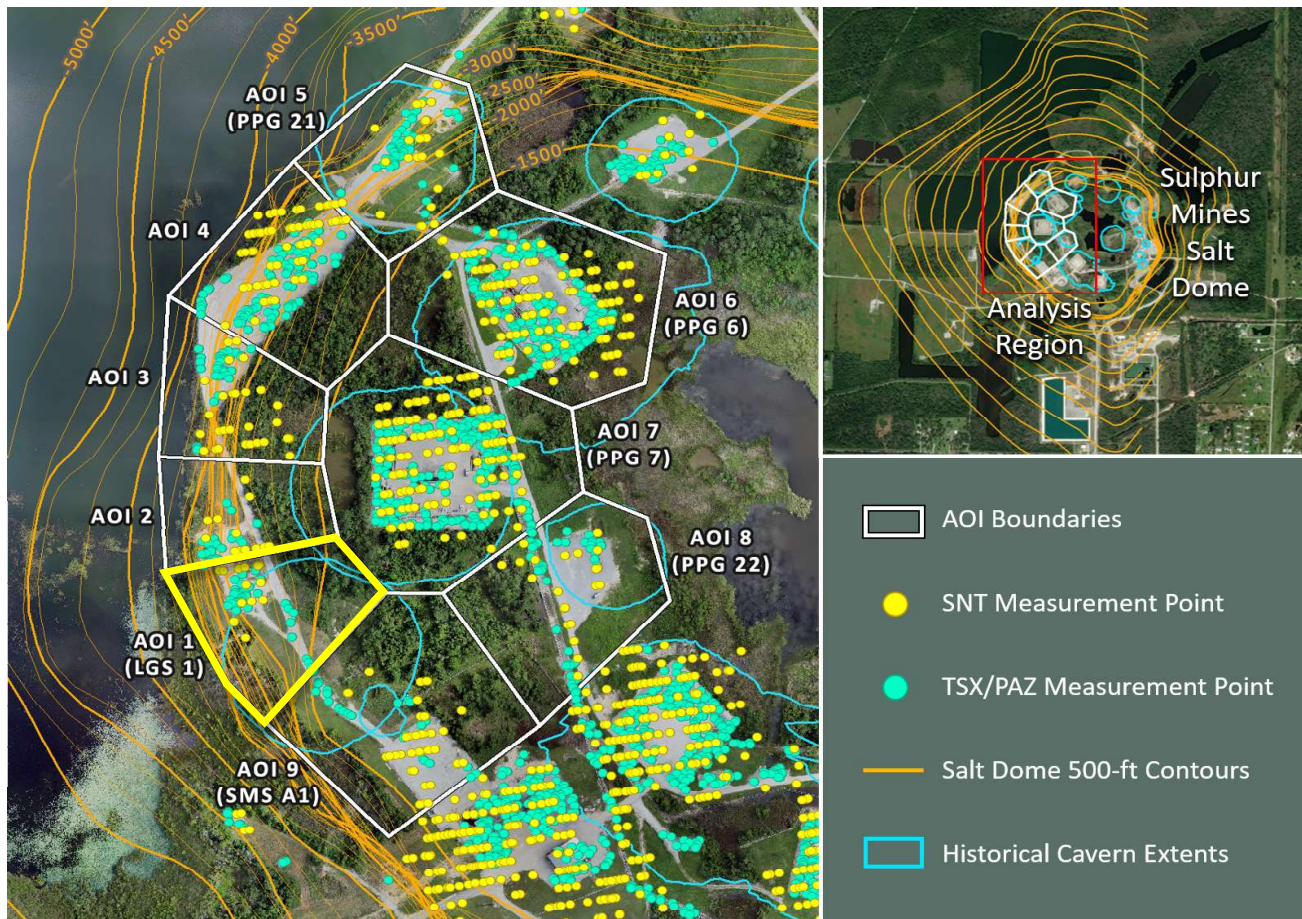 -5000'
-4500'
-4000'
-3500'
-3000'
-2500'
-2000'
-1500'
AOI 5
(PPG 21)
AOI 4
AOI 3
AOI 2
AOI 1
(LGS 1)
AOI 9
(SMS A1)
AOI 6
(PPG 6)
AOI 7
(PPG 7)
AOI 8
(PPG 22)
Sulphur
Mines
Salt
Dome
Analysis
Region
AOI Boundaries
SNT Measurement Point
TSX/PAZ Measurement Point
Salt Dome 500-ft Contours
Historical Cavern Extents